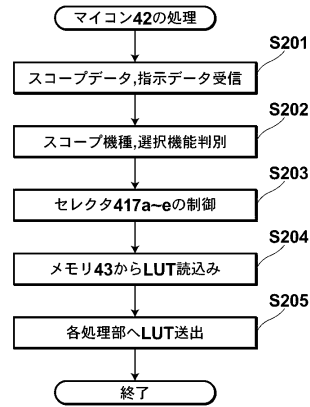 マイコン42の処理
S201
スコープデータ,指示データ受信
S202
スコープ機種,選択機能判別
S203
セレクタ417a~eの制御
S204
メモリ43からLUT読込み
S205
各処理部へLUT送出
終了